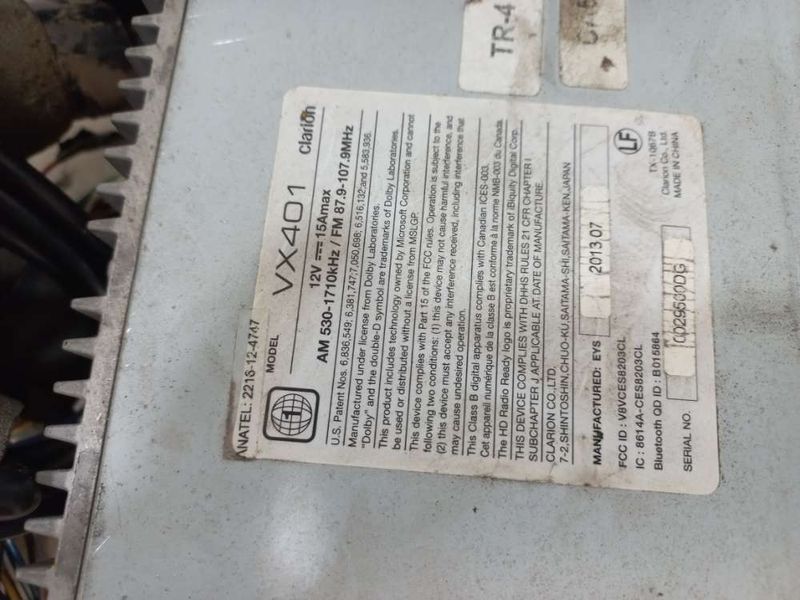 ANATEL: 2216-12-4747
MODEL VX401 clarion
12V 15Amax
AM 530-1710kHz / FM 87.9-107.9MHz
U.S. Patent Nos. 6,836,549; 6,381,747;7,050,698; 6,516,132;and 5,583,936.
Manufactured under license from Dolby Laboratories.
"Dolby" and the double-D symbol are trademarks of Dolby Laboratories.
This product includes technology owned by Microsoft Corporation and cannot
be used or distributed without a license from MSLGP.
This device complies with Part 15 of the FCC rules. Operation is subject to the
following two conditions: (1) this device may not cause harmful interference, and
(2) this device must accept any interference received, including interference that
may cause undesired operation.
This Class B digital apparatus complies with Canadian ICES-003.
Cet appareil numérique de la classe B est conforme à la norme NMB-003 du Canada.
The HD Radio Ready logo is proprietary trademark of iBiquity Digital Corp.
THIS DEVICE COMPLIES WITH DHHS RULES 21 CFR CHAPTER I
SUBCHAPTER J APPLICABLE AT DATE OF MANUFACTURE.
CLARION CO.,LTD.
7-2, SHINTOSHIN,CHUO-KU,SAITAMA-SHI,SAITAMA-KEN,JAPAN
MANUFACTURED: EYS 2013 07
FCC ID : V8VCES8203CL
IC : 8614A-CES8203CL
Bluetooth QD ID : B015864
SERIAL NO. 0029600DG
LF
TX-1087B
Clarion Co., Ltd.
MADE IN CHINA
TR-4